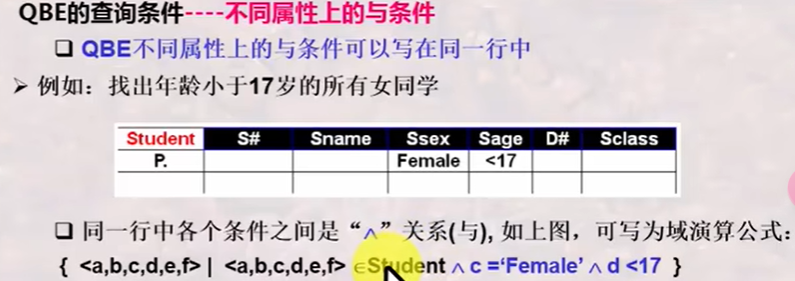 QBE的查询条件----不同属性上的与条件
❑ QBE不同属性上的与条件可以写在同一行中
➢ 例如：找出年龄小于17岁的所有女同学
Student S# Sname Ssex Sage D# Sclass
P. Female <17
❑ 同一行中各个条件之间是“∧”关系(与), 如上图，可写为域演算公式：
{ <a,b,c,d,e,f> | <a,b,c,d,e,f> ∈Student ∧ c =‘Female’ ∧ d <17 }